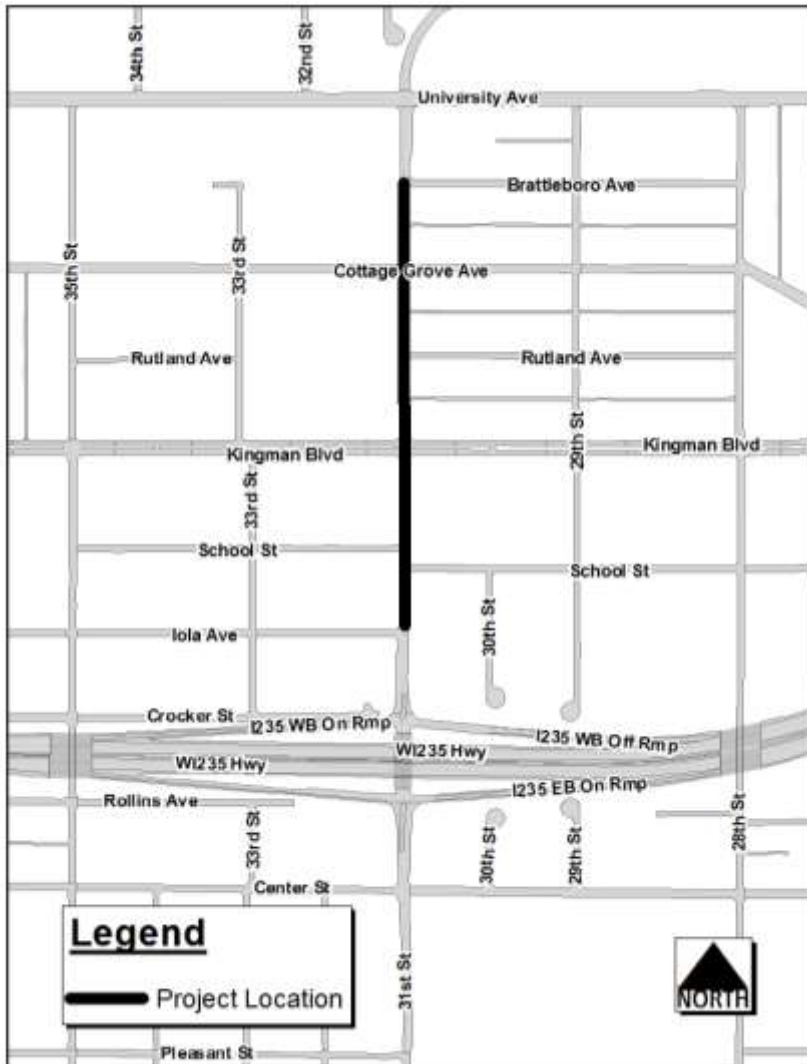 34th St
32nd St
University Ave
Brattleboro Ave
35th St
33rd St
Cottage Grove Ave
Rutland Ave
Rutland Ave
29th St
Kingman Blvd
Kingman Blvd
33rd St
School St
School St
30th St
Iola Ave
Crocker St
I235 WB On Rmp
I235 WB Off Rmp
WI235 Hwy
WI235 Hwy
I235 EB On Rmp
Rollins Ave
33rd St
30th St
29th St
28th St
Center St
Legend
Project Location
31st St
NORTH
Pleasant St